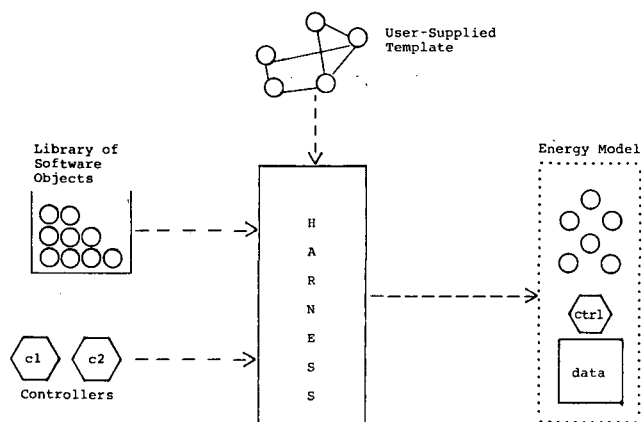 User-Supplied
Template
Library of
Software
Objects
Energy Model
H
A
R
N
E
S
S
ctrl
c1 c2
data
Controllers